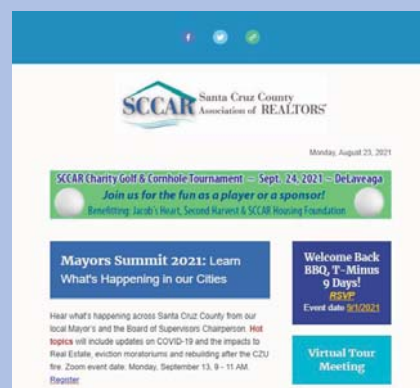 SCCAR Santa Cruz County
Association of REALTORS®
Monday, August 23, 2021
SCCAR Charity Golf & Cornhole Tournament – Sept. 24, 2021 – DeLaveaga
Join us for the fun as a player or a sponsor!
Benefitting: Jacob's Heart, Second Harvest & SCCAR Housing Foundation
Mayors Summit 2021: Learn
What's Happening in our Cities
Hear what's happening across Santa Cruz County from our
local Mayor's and the Board of Supervisors Chairperson. Hot
topics will include updates on COVID-19 and the impacts to
Real Estate, eviction moratoriums and rebuilding after the CZU
fire. Zoom event date: Monday, September 13, 9 - 11 AM.
Register
Welcome Back
BBQ, T-Minus
9 Days!
RSVP
Event date 9/1/2021
Virtual Tour
Meeting